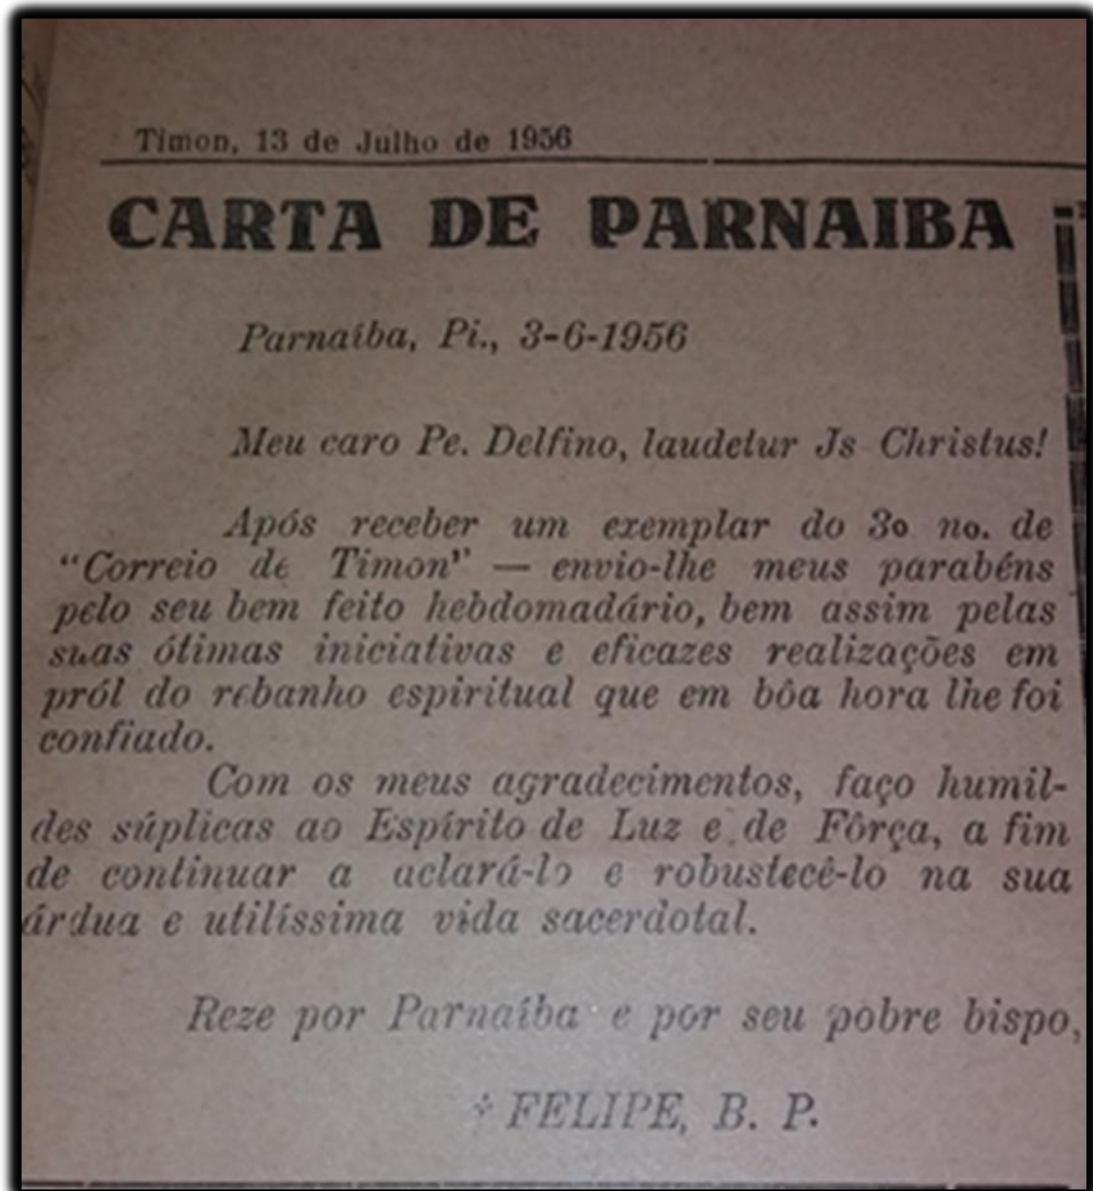 Timon, 13 de Julho de 1956
CARTA DE PARNAIBA
Parnaíba, Pi., 3-6-1956
Meu caro Pe. Delfino, laudetur Js Christus!
Após receber um exemplar do 3o no. de
“Correio de Timon” — envio-lhe meus parabéns
pelo seu bem feito hebdomadário, bem assim pelas
suas ótimas iniciativas e eficazes realizações em
pról do rebanho espiritual que em bôa hora lhe foi
confiado.
Com os meus agradecimentos, faço humil-
des súplicas ao Espírito de Luz e de Fôrça, a fim
de continuar a aclará-lo e robustecê-lo na sua
árdua e utilíssima vida sacerdotal.
Reze por Parnaíba e por seu pobre bispo,
+ FELIPE, B. P.